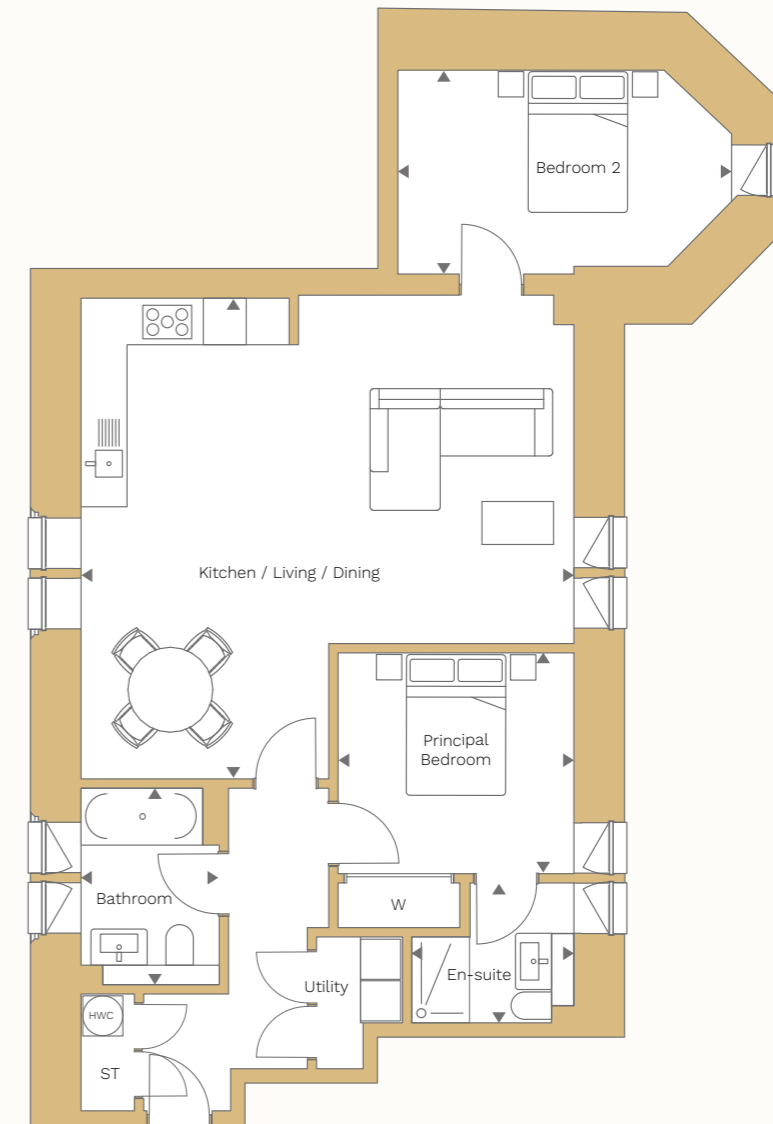 Bedroom 2
Kitchen / Living / Dining
Principal
Bedroom
Bathroom
W
En-suite
Utility
HWC
ST